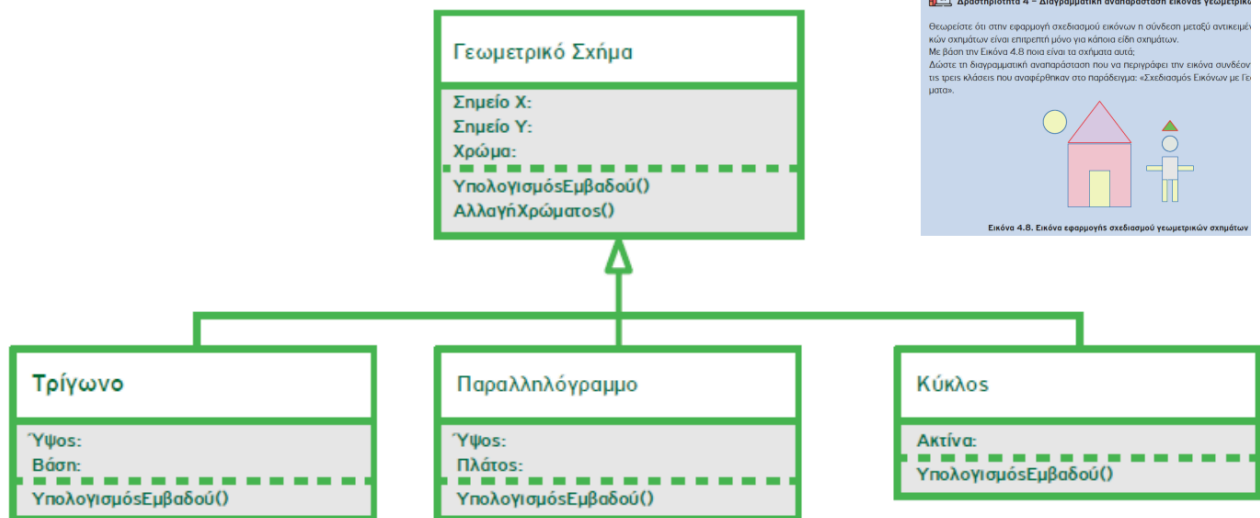 Δραστηριότητα 4 – Διαγραμματική αναπαράσταση εικόνας
Θεωρείστε ότι στην εφαρμογή σχεδιασμού εικόνων η σύνδεση μεταξύ
κών σχημάτων είναι επιτρεπτή μόνο για κάποια είδη σχημάτων.
Με βάση την Εικόνα 4.8 ποια είναι τα σχήματα αυτά;
Δώστε τη διαγραμματική αναπαράσταση που να περιγράφει την εικόνα
τις τρεις κλάσεις που αναφέρθηκαν στο παράδειγμα: «Σχεδιασμός Εικόνων με
ματα».
Εικόνα 4.8. Εικόνα εφαρμογής σχεδιασμού γεωμετρικών σχημάτων
Γεωμετρικό Σχήμα
Σημείο Χ:
Σημείο Υ:
Χρώμα:
ΥπολογισμόςΕμβαδού()
ΑλλαγήΧρώματος()
Τρίγωνο
Ύψος:
Βάση:
ΥπολογισμόςΕμβαδού()
Παραλληλόγραμμο
Ύψος:
Πλάτος:
ΥπολογισμόςΕμβαδού()
Κύκλος
Ακτίνα:
ΥπολογισμόςΕμβαδού()